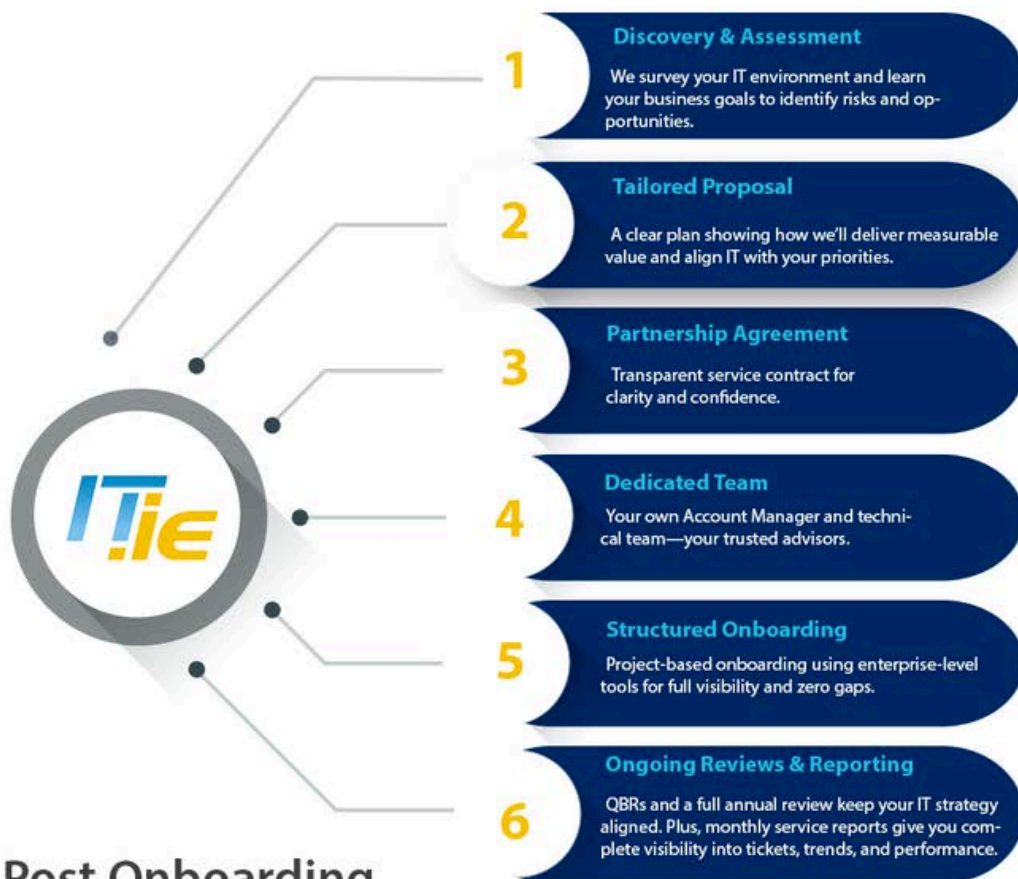 1
Discovery & Assessment
We survey your IT environment and learn
your business goals to identify risks and op-
portunities.
2
Tailored Proposal
A clear plan showing how we’ll deliver measurable
value and align IT with your priorities.
3
Partnership Agreement
Transparent service contract for
clarity and confidence.
IT.ie
4
Dedicated Team
Your own Account Manager and techni-
cal team—your trusted advisors.
5
Structured Onboarding
Project-based onboarding using enterprise-level
tools for full visibility and zero gaps.
6
Ongoing Reviews & Reporting
QBRs and a full annual review keep your IT strategy
aligned. Plus, monthly service reports give you com-
plete visibility into tickets, trends, and performance.
Post Onboarding